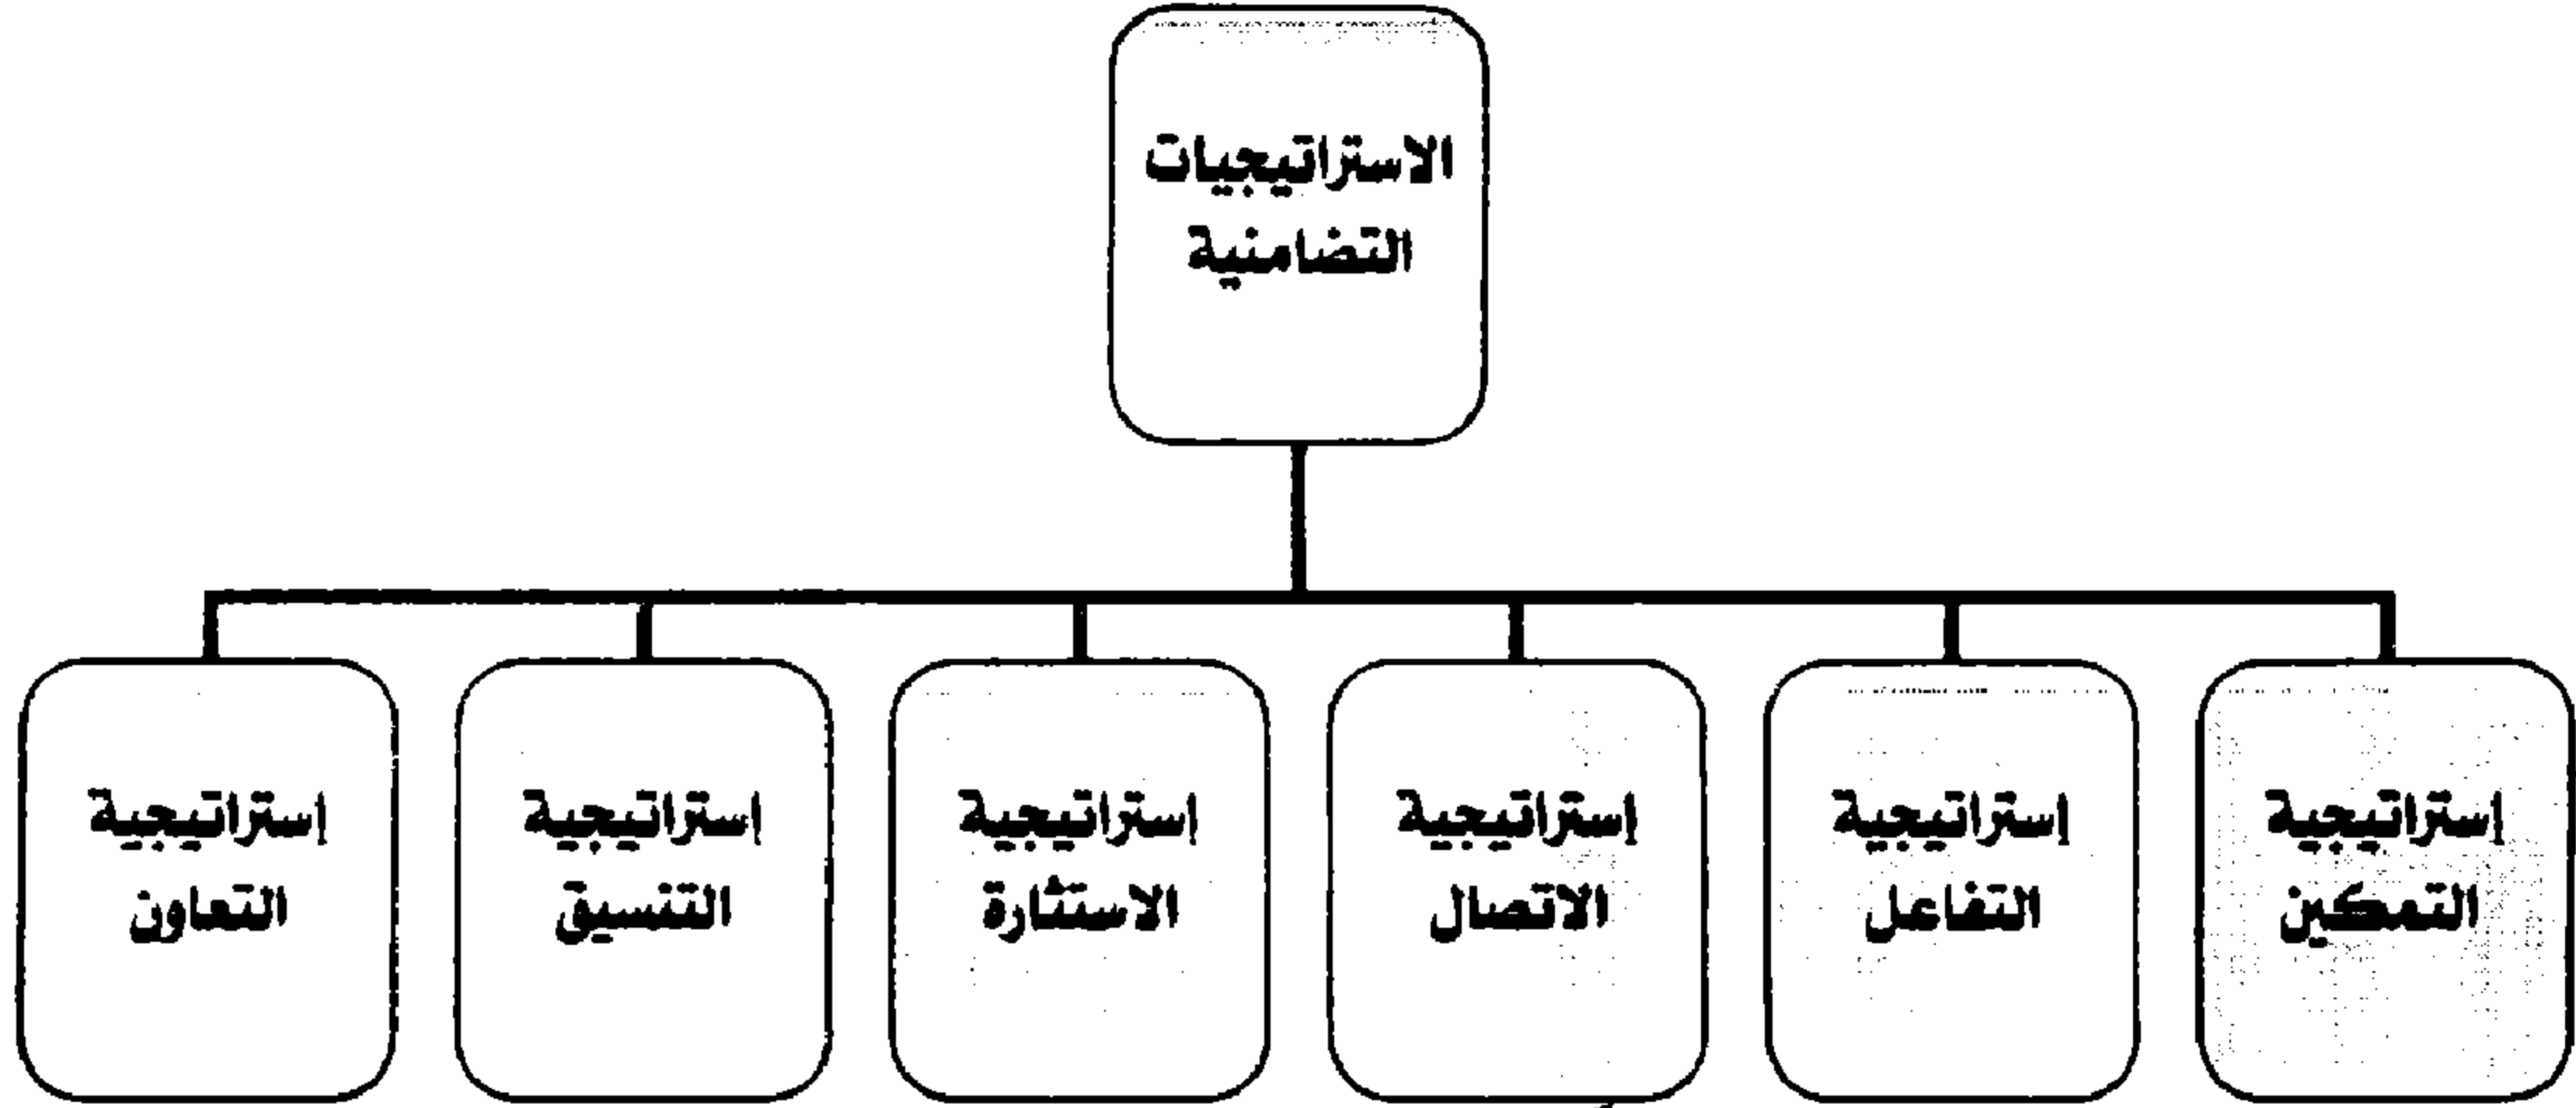 الاستراتيجيات
التضامنية
إستراتيجية
التمكين
إستراتيجية
التفاعل
إستراتيجية
الاتصال
إستراتيجية
الاستثارة
إستراتيجية
التنسيق
إستراتيجية
التعاون